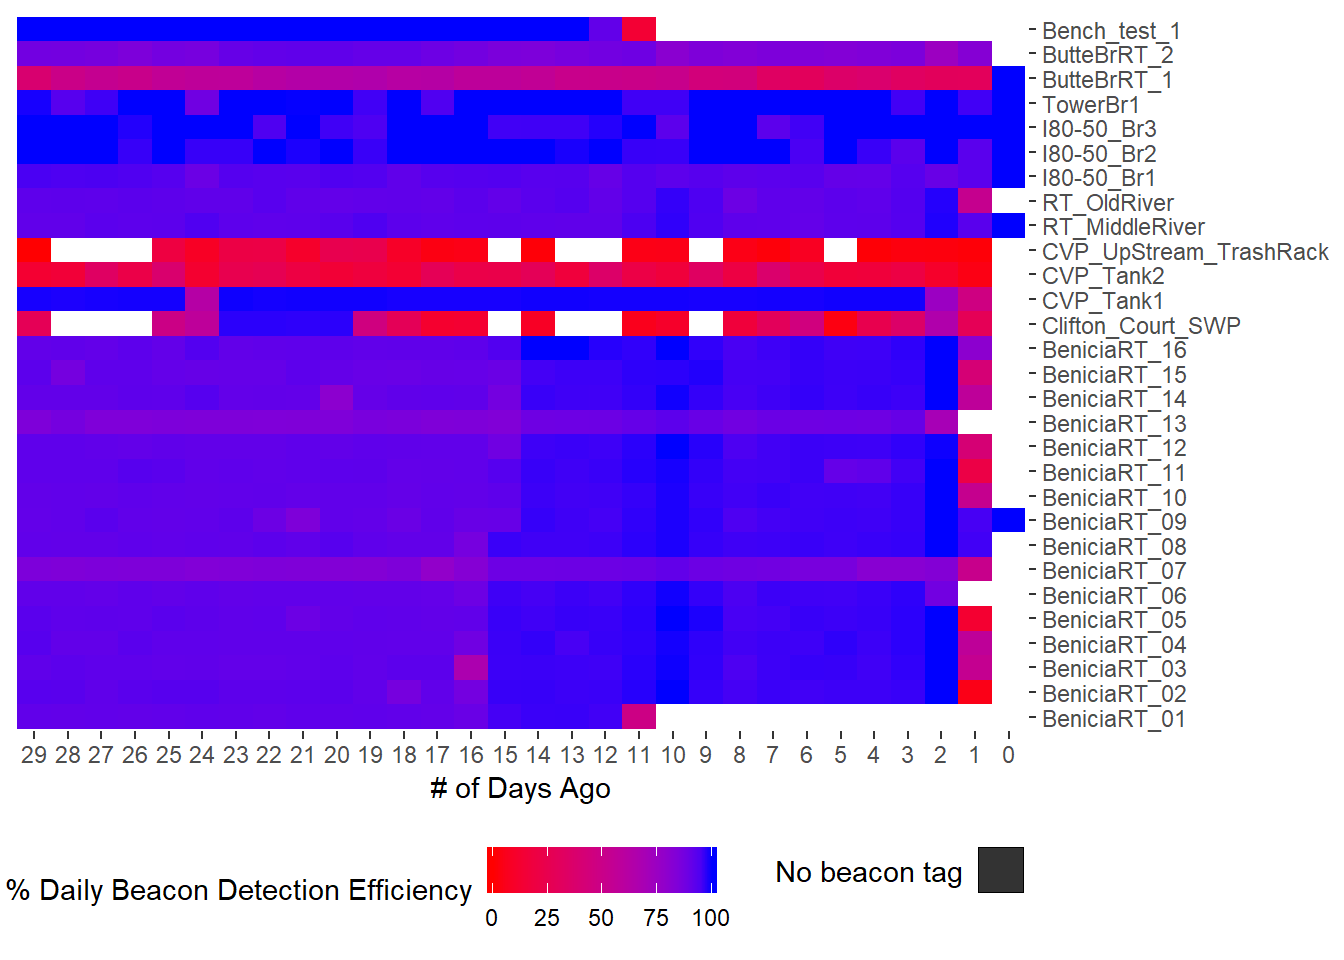 Bench_test_1
ButteBrRT_2
ButteBrRT_1
TowerBr1
I80-50_Br3
I80-50_Br2
I80-50_Br1
RT_OldRiver
RT_MiddleRiver
CVP_UpStream_TrashRack
CVP_Tank2
CVP_Tank1
Clifton_Court_SWP
BeniciaRT_16
BeniciaRT_15
BeniciaRT_14
BeniciaRT_13
BeniciaRT_12
BeniciaRT_11
BeniciaRT_10
BeniciaRT_09
BeniciaRT_08
BeniciaRT_07
BeniciaRT_06
BeniciaRT_05
BeniciaRT_04
BeniciaRT_03
BeniciaRT_02
BeniciaRT_01
29 28 27 26 25 24 23 22 21 20 19 18 17 16 15 14 13 12 11 10 9 8 7 6 5 4 3 2 1 0
# of Days Ago
% Daily Beacon Detection Efficiency
0 25 50 75 100
No beacon tag